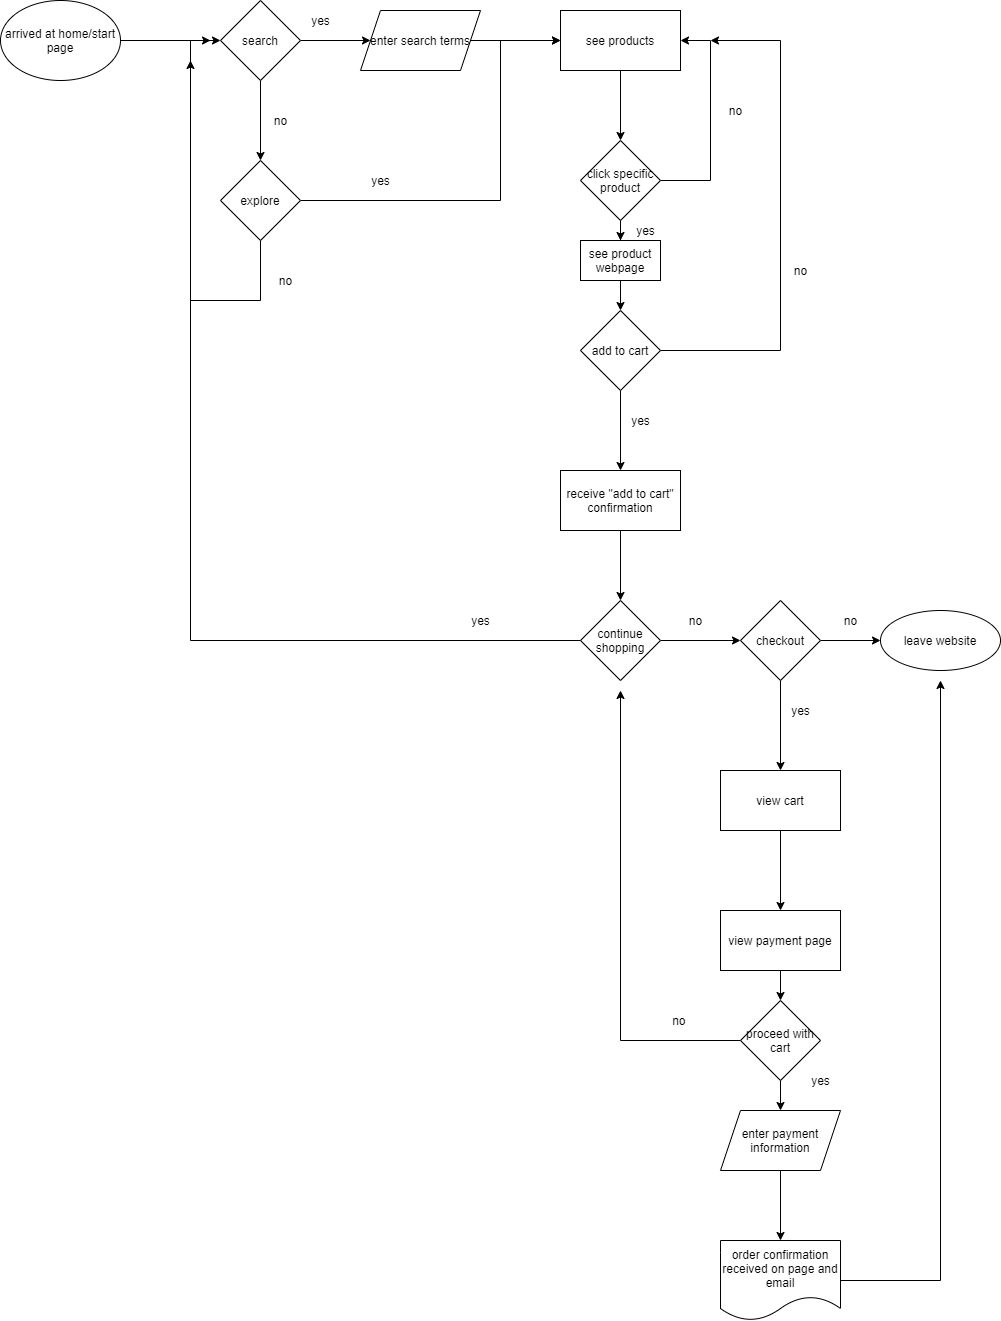 arrived at home/start
page
search
yes
enter search terms
see products
no
no
click specific
product
explore
yes
yes
see product
webpage
no
no
add to cart
yes
receive "add to cart"
confirmation
yes
continue
shopping
no
checkout
no
leave website
yes
view cart
view payment page
no
proceed with
cart
yes
enter payment
information
order confirmation
received on page and
email